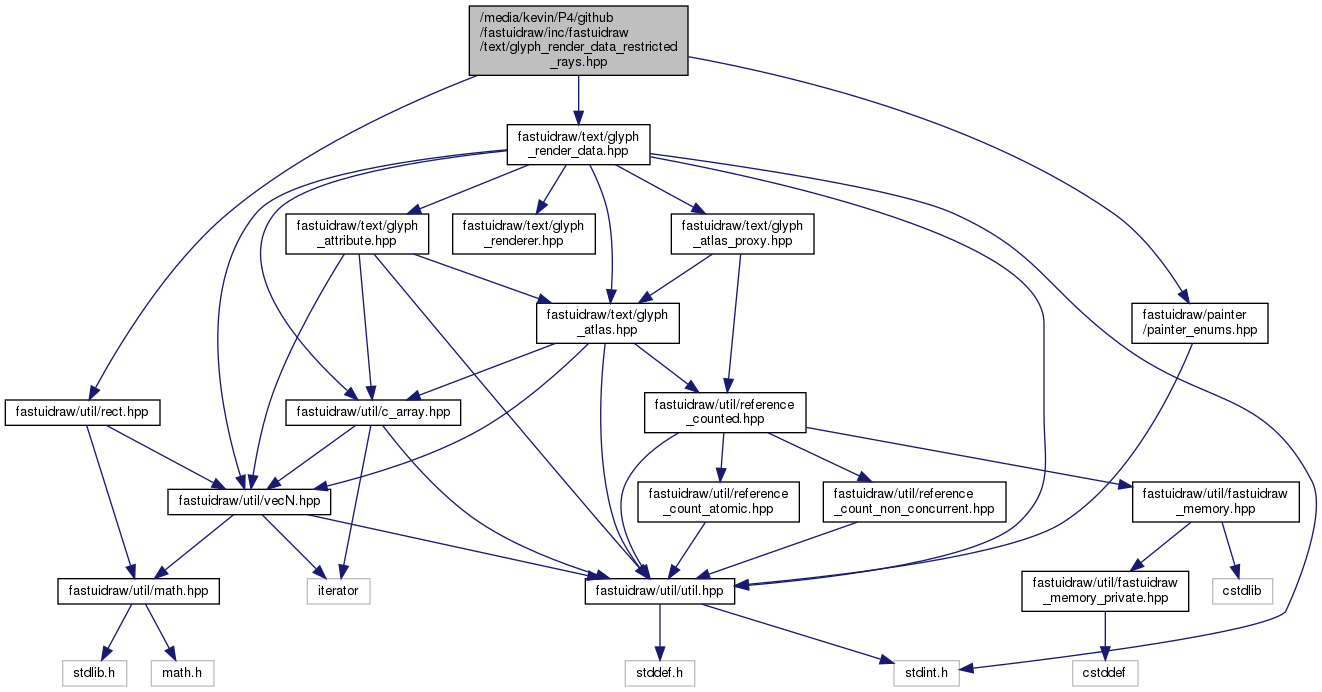 /media/kevin/P4/github
/fastuidraw/inc/fastuidraw
/text/glyph_render_data_restricted
_rays.hpp
fastuidraw/text/glyph
_render_data.hpp
fastuidraw/text/glyph
_attribute.hpp
fastuidraw/text/glyph
_renderer.hpp
fastuidraw/text/glyph
_atlas_proxy.hpp
fastuidraw/text/glyph
_atlas.hpp
fastuidraw/painter
/painter_enums.hpp
fastuidraw/util/rect.hpp
fastuidraw/util/c_array.hpp
fastuidraw/util/reference
_counted.hpp
fastuidraw/util/vecN.hpp
fastuidraw/util/reference
_count_atomic.hpp
fastuidraw/util/reference
_count_non_concurrent.hpp
fastuidraw/util/fastuidraw
_memory.hpp
fastuidraw/util/math.hpp
iterator
fastuidraw/util/util.hpp
fastuidraw/util/fastuidraw
_memory_private.hpp
cstdlib
stdlib.h
math.h
stddef.h
stdint.h
cstddef